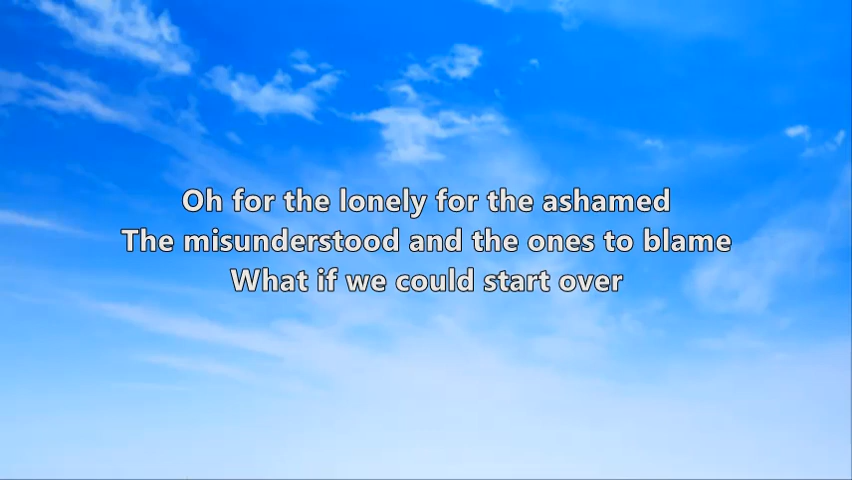 Oh for the lonely for the ashamed
The misunderstood and the ones to blame
What if we could start over